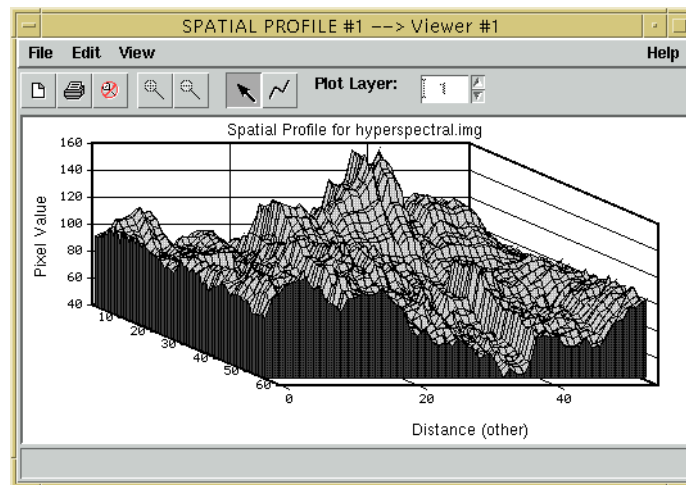 SPATIAL PROFILE #1 --> Viewer #1
File Edit View Help
Plot Layer: 1
Spatial Profile for hyperspectral.img
160
140
120
100
80
60
40
Pixel Value
10
20
30
40
50
60
0 20 40
Distance (other)